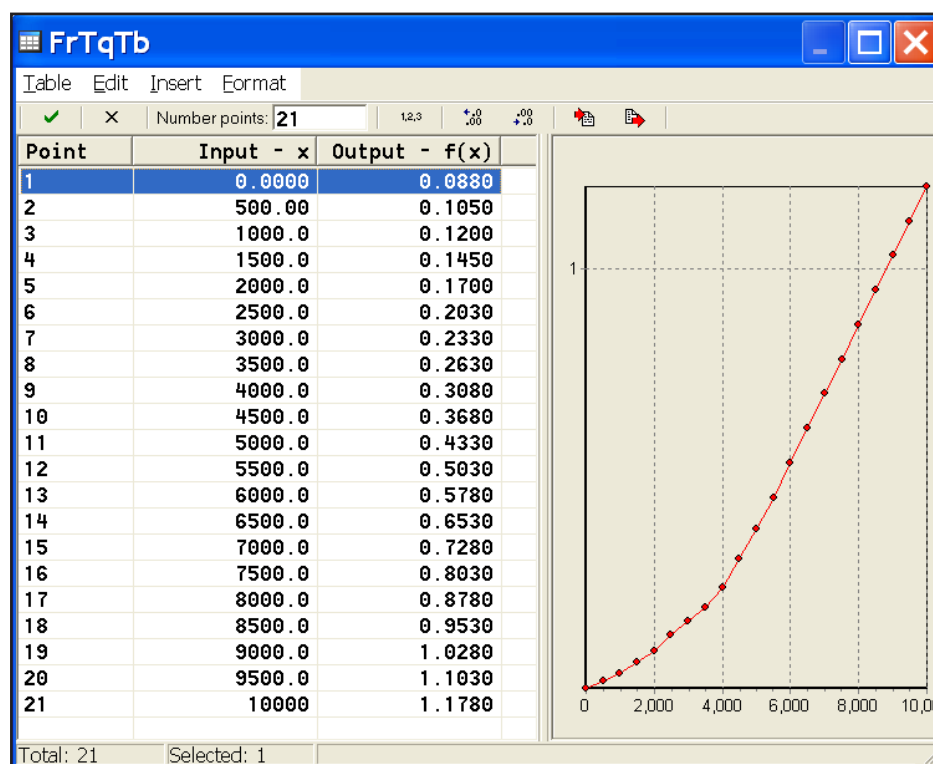 FrTqTb
Table Edit Insert Format
Number points: 21 1,2,3 .0 .00 .00 .0
Point Input - x Output - f(x)
1 0.0000 0.0880
2 500.00 0.1050
3 1000.0 0.1200
4 1500.0 0.1450
5 2000.0 0.1700
6 2500.0 0.2030
7 3000.0 0.2330
8 3500.0 0.2630
9 4000.0 0.3080
10 4500.0 0.3680
11 5000.0 0.4330
12 5500.0 0.5030
13 6000.0 0.5780
14 6500.0 0.6530
15 7000.0 0.7280
16 7500.0 0.8030
17 8000.0 0.8780
18 8500.0 0.9530
19 9000.0 1.0280
20 9500.0 1.1030
21 10000 1.1780
1
0 2,000 4,000 6,000 8,000 10,0
Total: 21 Selected: 1